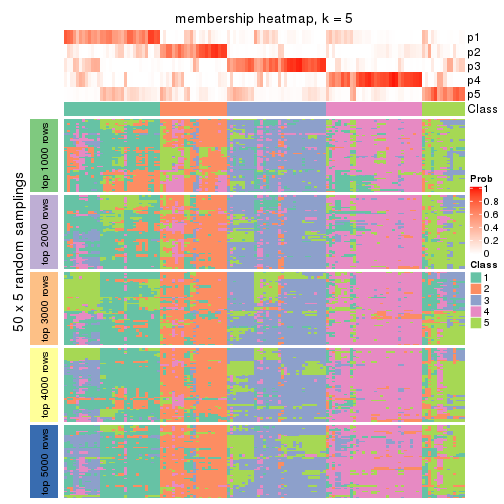 membership heatmap, k = 5
p1
p2
p3
p4
p5
Class
50 x 5 random samplings
top 1000 rows
top 2000 rows
top 3000 rows
top 4000 rows
top 5000 rows
Prob
1
0.8
0.6
0.4
0.2
0
Class
1
2
3
4
5